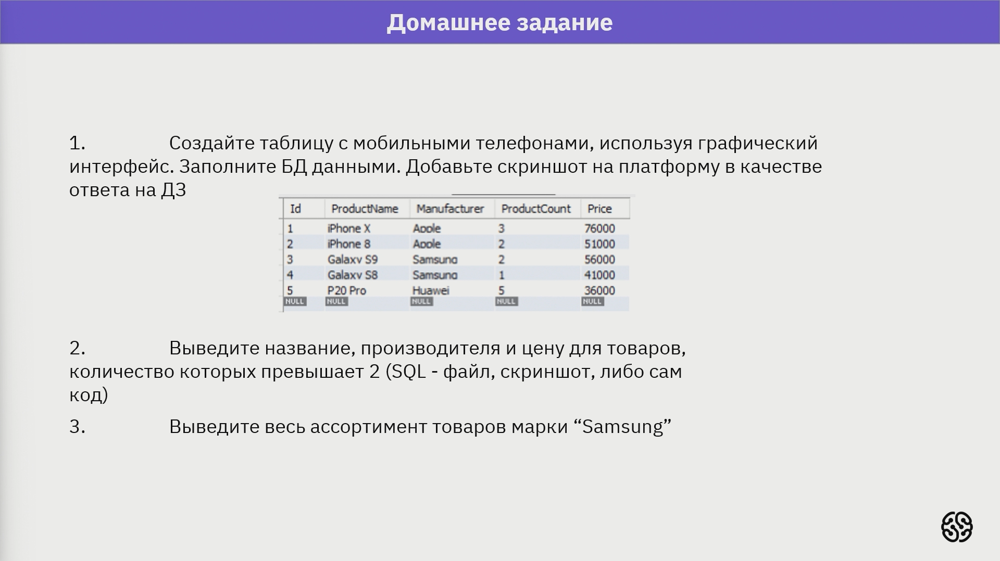 Домашнее задание
1. Создайте таблицу с мобильными телефонами, используя графический
интерфейс. Заполните БД данными. Добавьте скриншот на платформу в качестве
ответа на ДЗ
Id ProductName Manufacturer ProductCount Price
1 iPhone X Apple 3 76000
2 iPhone 8 Apple 2 51000
3 Galaxy S9 Samsung 2 56000
4 Galaxy S8 Samsung 1 41000
5 P20 Pro Huawei 5 36000
NULL NULL NULL NULL NULL
2. Выведите название, производителя и цену для товаров,
количество которых превышает 2 (SQL - файл, скриншот, либо сам
код)
3. Выведите весь ассортимент товаров марки “Samsung”